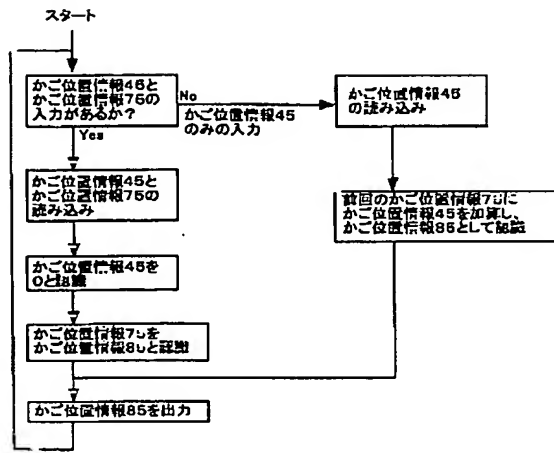 スタート
かご位置情報45と
かご位置情報75の
入力があるか？
No
かご位置情報45
のみの入力
かご位置情報45
の読み込み
Yes
かご位置情報45と
かご位置情報75の
読み込み
前回のかご位置情報75に
かご位置情報45を加算し、
かご位置情報85として認識
かご位置情報45を
0と認識
かご位置情報75を
かご位置情報85と認識
かご位置情報85を出力